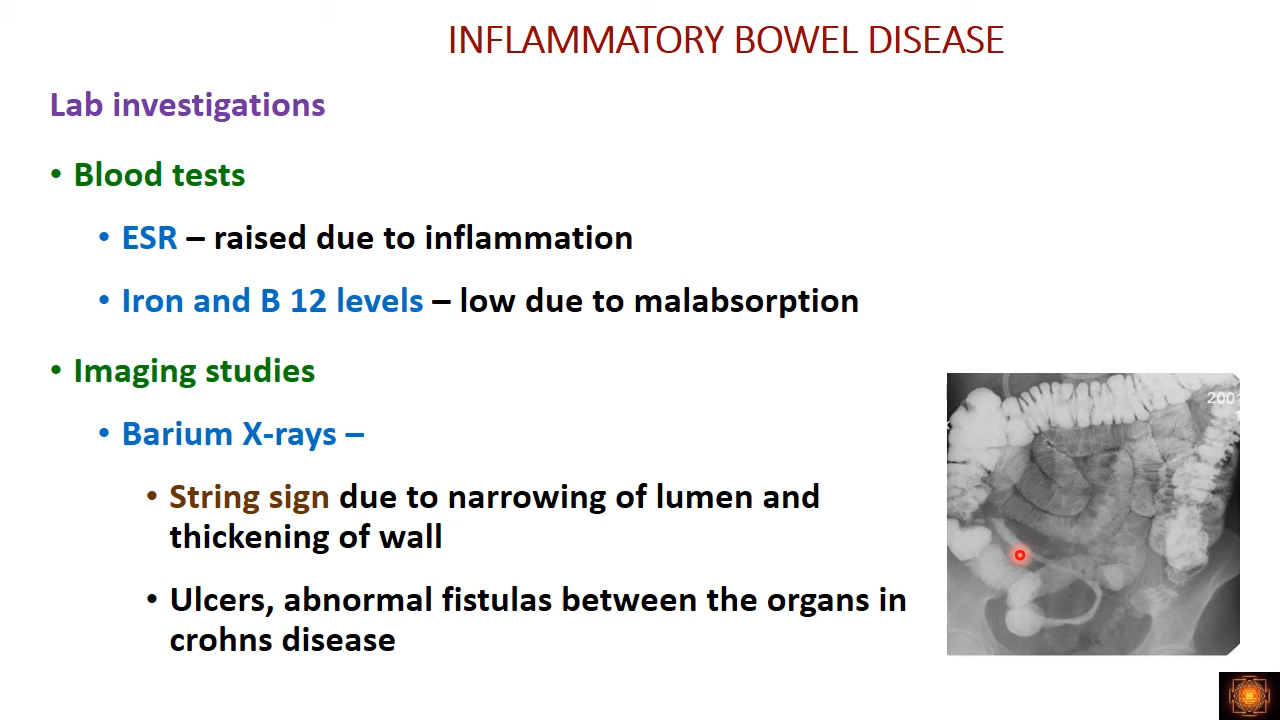 INFLAMMATORY BOWEL DISEASE
Lab investigations
• Blood tests
• ESR – raised due to inflammation
• Iron and B 12 levels – low due to malabsorption
• Imaging studies
• Barium X-rays –
• String sign due to narrowing of lumen and
thickening of wall
• Ulcers, abnormal fistulas between the organs in
crohns disease